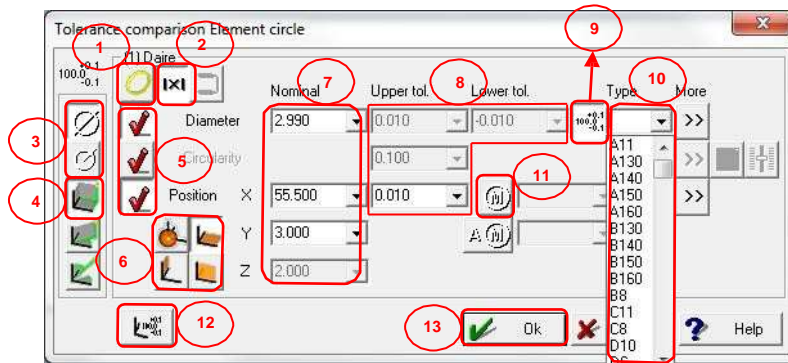 Tolerance comparison Element circle
9
1
2
[1] Daire
100.0 +0.1 -0.1
Nominal
7
Upper tol.
8
Lower tol.
Type
10
More
3
Diameter
2.990
0.010
-0.010
100.0 +0.1 -0.1
>>
5
Circularity
0.100
>>
4
Position
X
55.500
0.010
11
>>
6
Y
3.000
A
Z
2.000
A11
A130
A140
A150
A160
B130
B140
B150
B160
B8
C11
C8
D10
12
13
Ok
Help